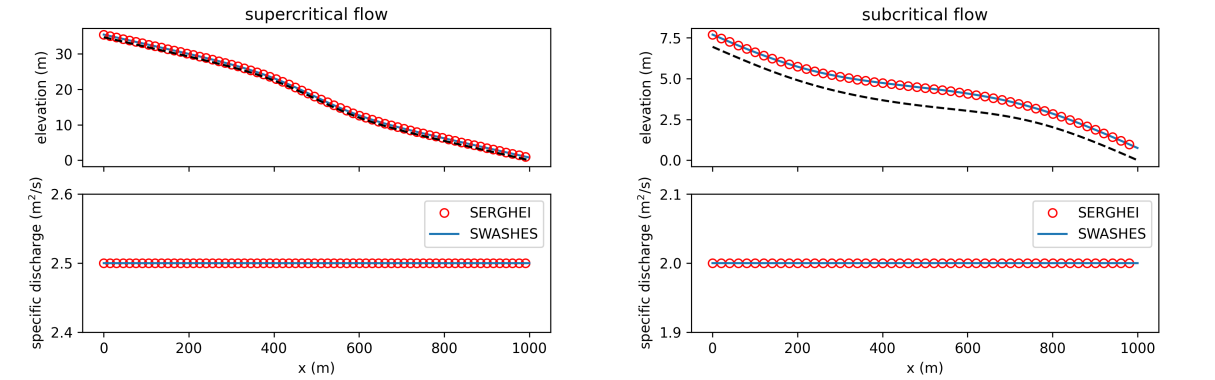 supercritical flow
elevation (m)
30
20
10
0
specific discharge (m²/s)
2.6
2.5
2.4
SERGHEI
SWASHES
0 200 400 600 800 1000
x (m)
subcritical flow
elevation (m)
7.5
5.0
2.5
0.0
specific discharge (m²/s)
2.1
2.0
1.9
SERGHEI
SWASHES
0 200 400 600 800 1000
x (m)